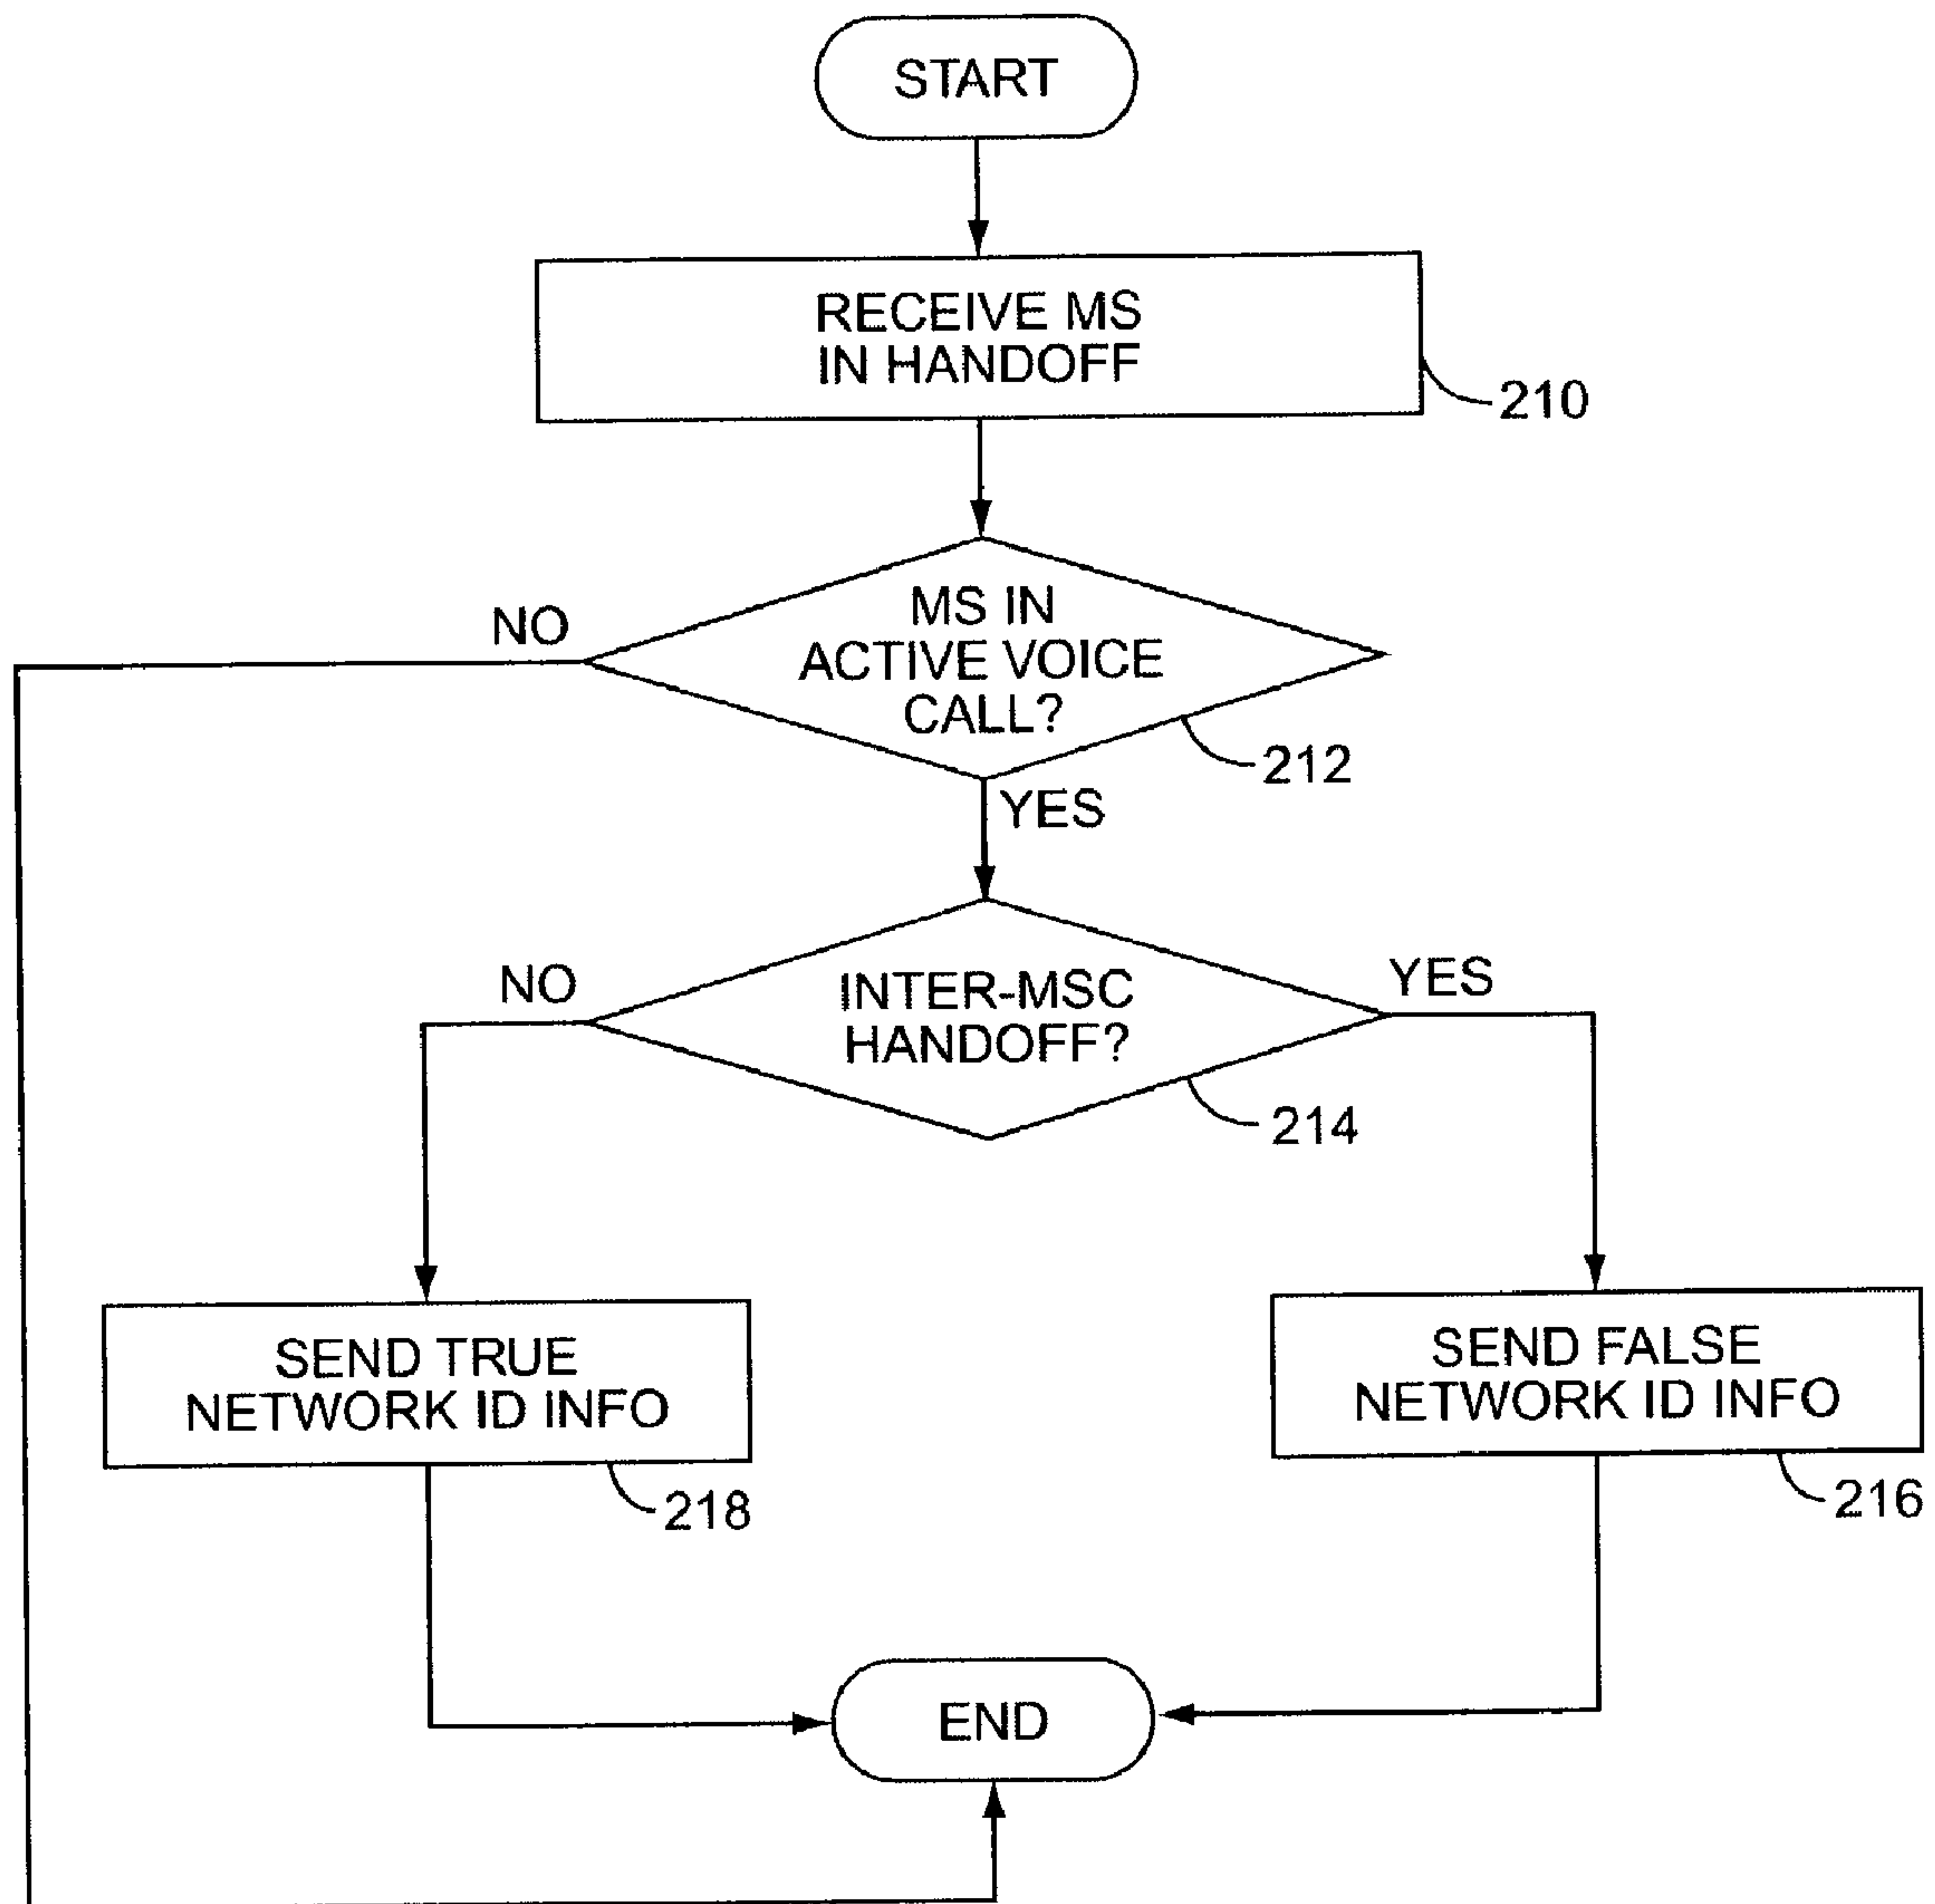 START
RECEIVE MS
IN HANDOFF
210
MS IN
ACTIVE VOICE
CALL?
NO
212
YES
INTER-MSC
HANDOFF?
NO
YES
214
SEND TRUE
NETWORK ID INFO
218
SEND FALSE
NETWORK ID INFO
216
END